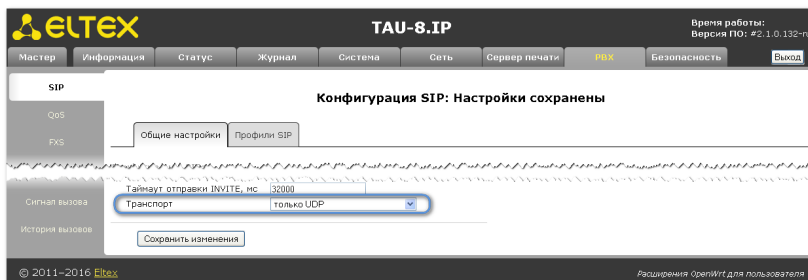 ELTEX
TAU-8.IP
Время работы:
Версия ПО: #2.1.0.132-r
Мастер Информация Статус Журнал Система Сеть Сервер печати PBX Безопасность Выход
SIP
Конфигурация SIP: Настройки сохранены
QoS
Общие настройки Профили SIP
FXS
Таймаут отправки INVITE, мс 32000
Сигнал вызова
Транспорт только UDP
История вызовов
Сохранить изменения
© 2011–2016 Eltex
Расширения OpenWrt для пользователя